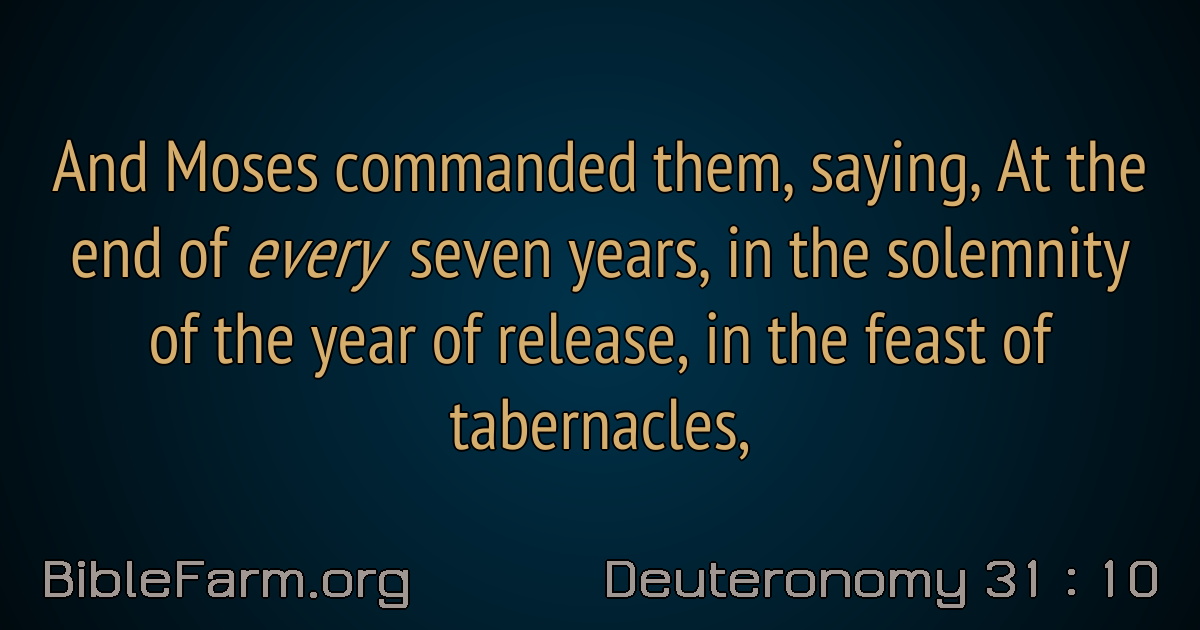 And Moses commanded them, saying, At the
end of every seven years, in the solemnity
of the year of release, in the feast of
tabernacles,
BibleFarm.org
Deuteronomy 31 : 10